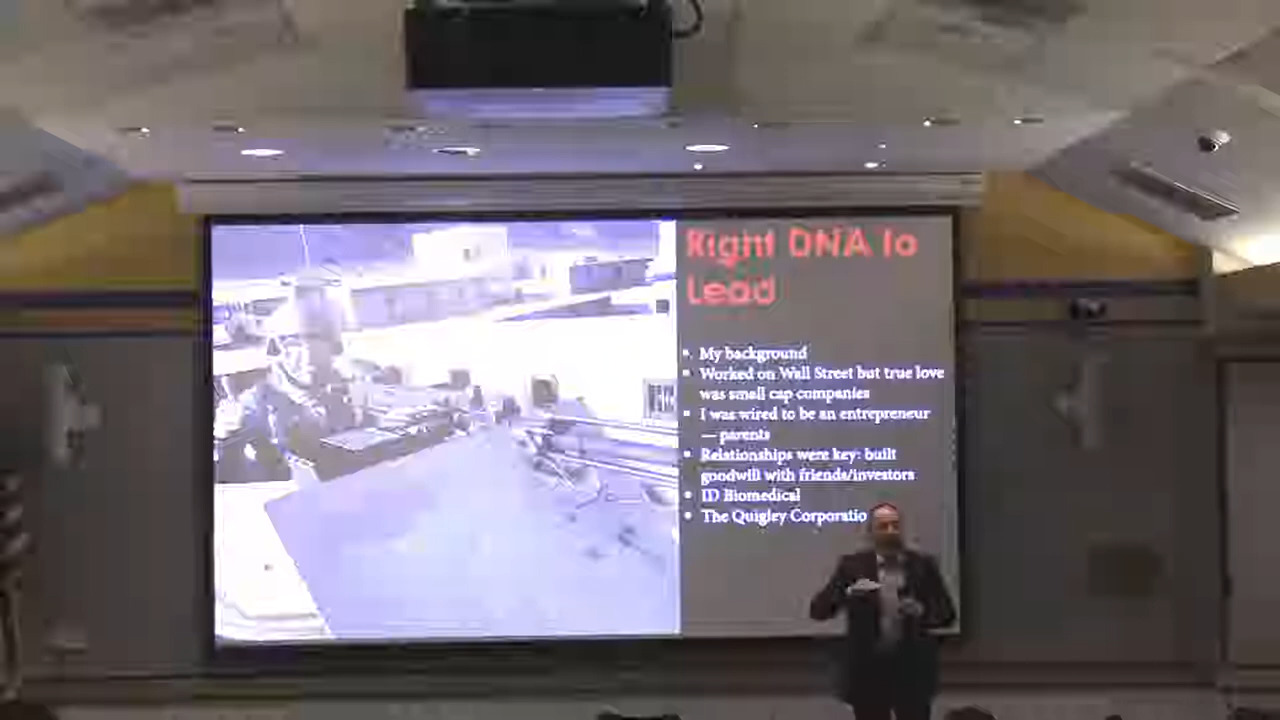 Right DNA to
Lead
• My background
• Worked on Wall Street but true love
was small cap companies
• I was wired to be an entrepreneur
— parents
• Relationships were key: built
goodwill with friends/investors
• ID Biomedical
• The Quigley Corporatio